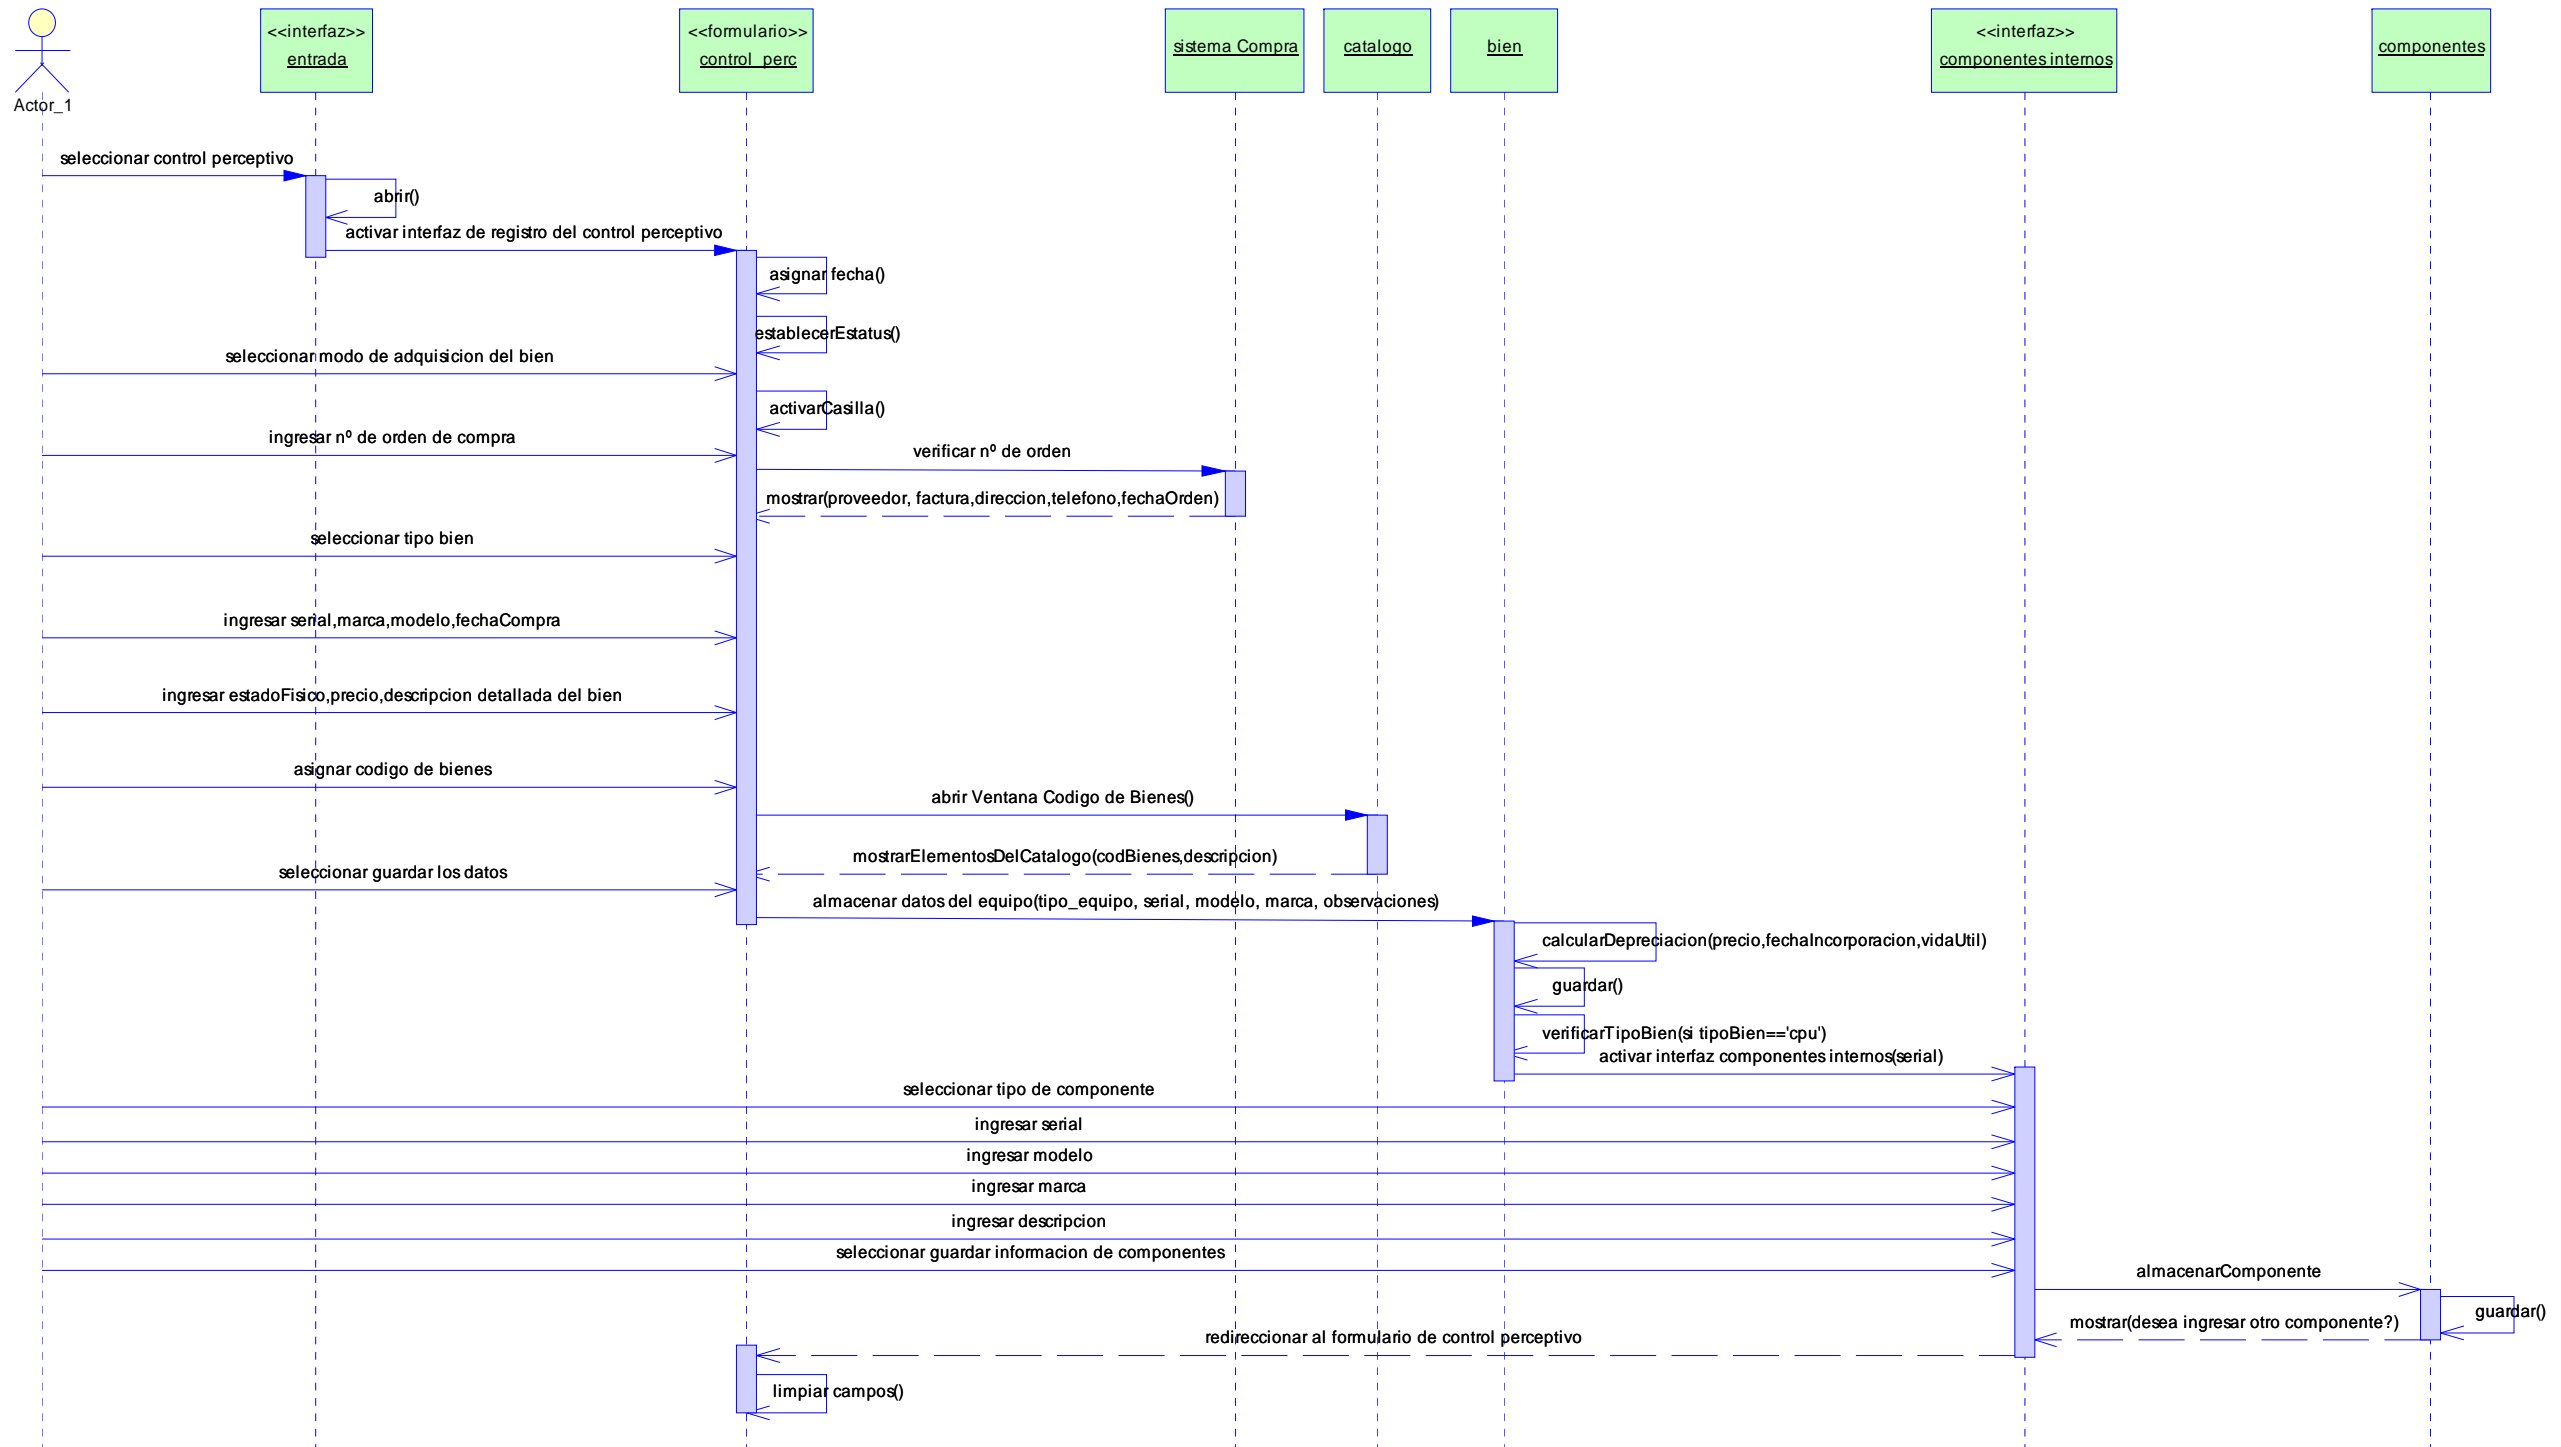 <<interfaz>>
entrada
<<formulario>>
control_perc
sistema Compra
catalogo
bien
<<interfaz>>
componentes internos
componentes
Actor_1
seleccionar control perceptivo
abrir()
activar interfaz de registro del control perceptivo
asignar fecha()
establecerEstatus()
seleccionar modo de adquisicion del bien
activarCasilla()
ingresar nº de orden de compra
verificar nº de orden
mostrar(proveedor, factura,direccion,telefono,fechaOrden)
seleccionar tipo bien
ingresar serial,marca,modelo,fechaCompra
ingresar estadoFisico,precio,descripcion detallada del bien
asignar codigo de bienes
abrir Ventana Codigo de Bienes()
mostrarElementosDelCatalogo(codBienes,descripcion)
seleccionar guardar los datos
almacenar datos del equipo(tipo_equipo, serial, modelo, marca, observaciones)
calcularDepreciacion(precio,fechaIncorporacion,vidaUtil)
guardar()
verificarTipoBien(si tipoBien=='cpu')
activar interfaz componentes internos(serial)
seleccionar tipo de componente
ingresar serial
ingresar modelo
ingresar marca
ingresar descripcion
seleccionar guardar informacion de componentes
almacenarComponente
guardar()
mostrar(desea ingresar otro componente?)
redireccionar al formulario de control perceptivo
limpiar campos()